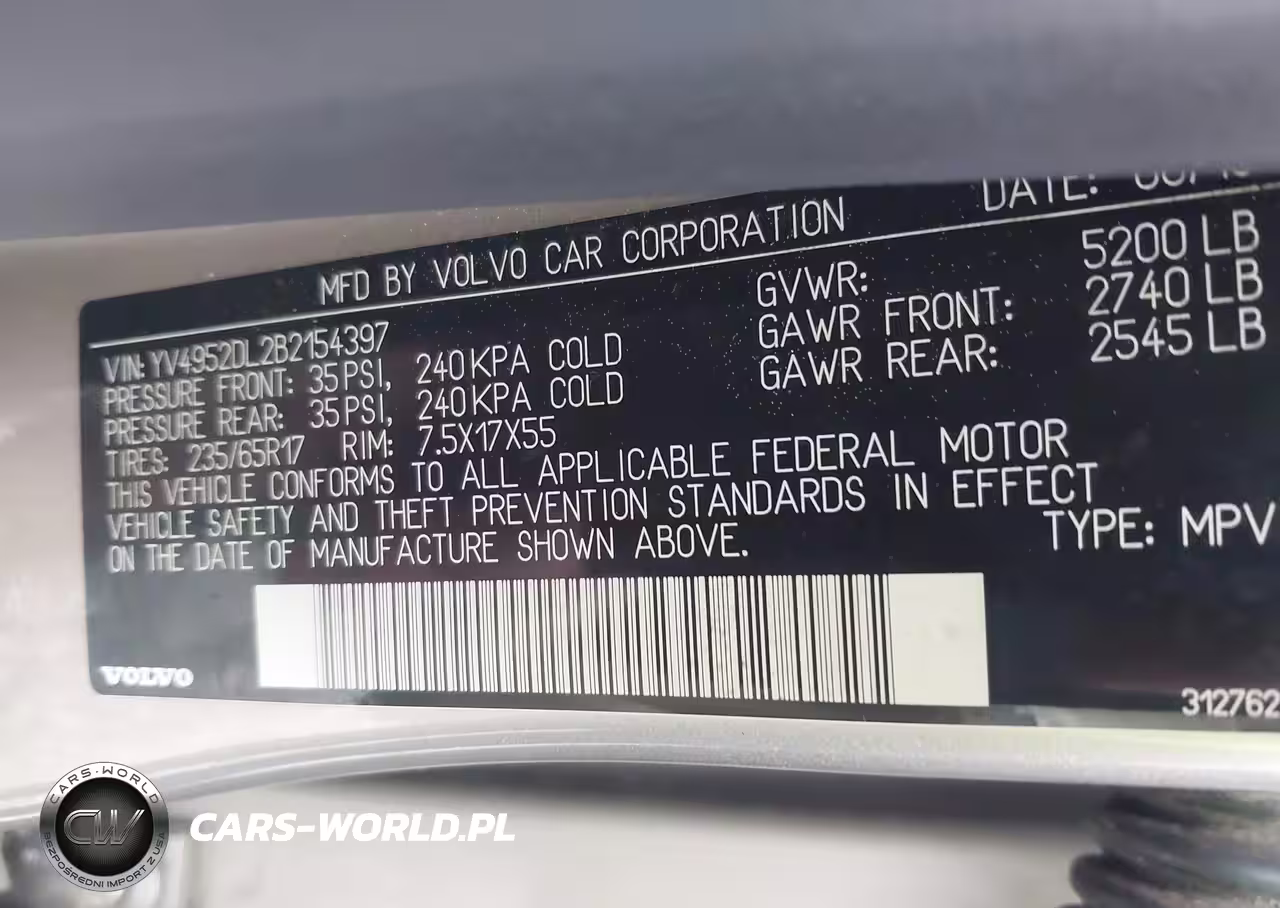 DATE:
MFD BY VOLVO CAR CORPORATION
VIN: YV4952DL2B2154397
PRESSURE FRONT: 35 PSI, 240 KPA COLD
PRESSURE REAR: 35 PSI, 240 KPA COLD
TIRES: 235/65R17 RIM: 7.5X17X55
GVWR: 5200 LB
GAWR FRONT: 2740 LB
GAWR REAR: 2545 LB
THIS VEHICLE CONFORMS TO ALL APPLICABLE FEDERAL MOTOR
VEHICLE SAFETY AND THEFT PREVENTION STANDARDS IN EFFECT
ON THE DATE OF MANUFACTURE SHOWN ABOVE.
TYPE: MPV
VOLVO
312762
CARS-WORLD
CW
BEZPOŚREDNI IMPORT Z USA
CARS-WORLD.PL